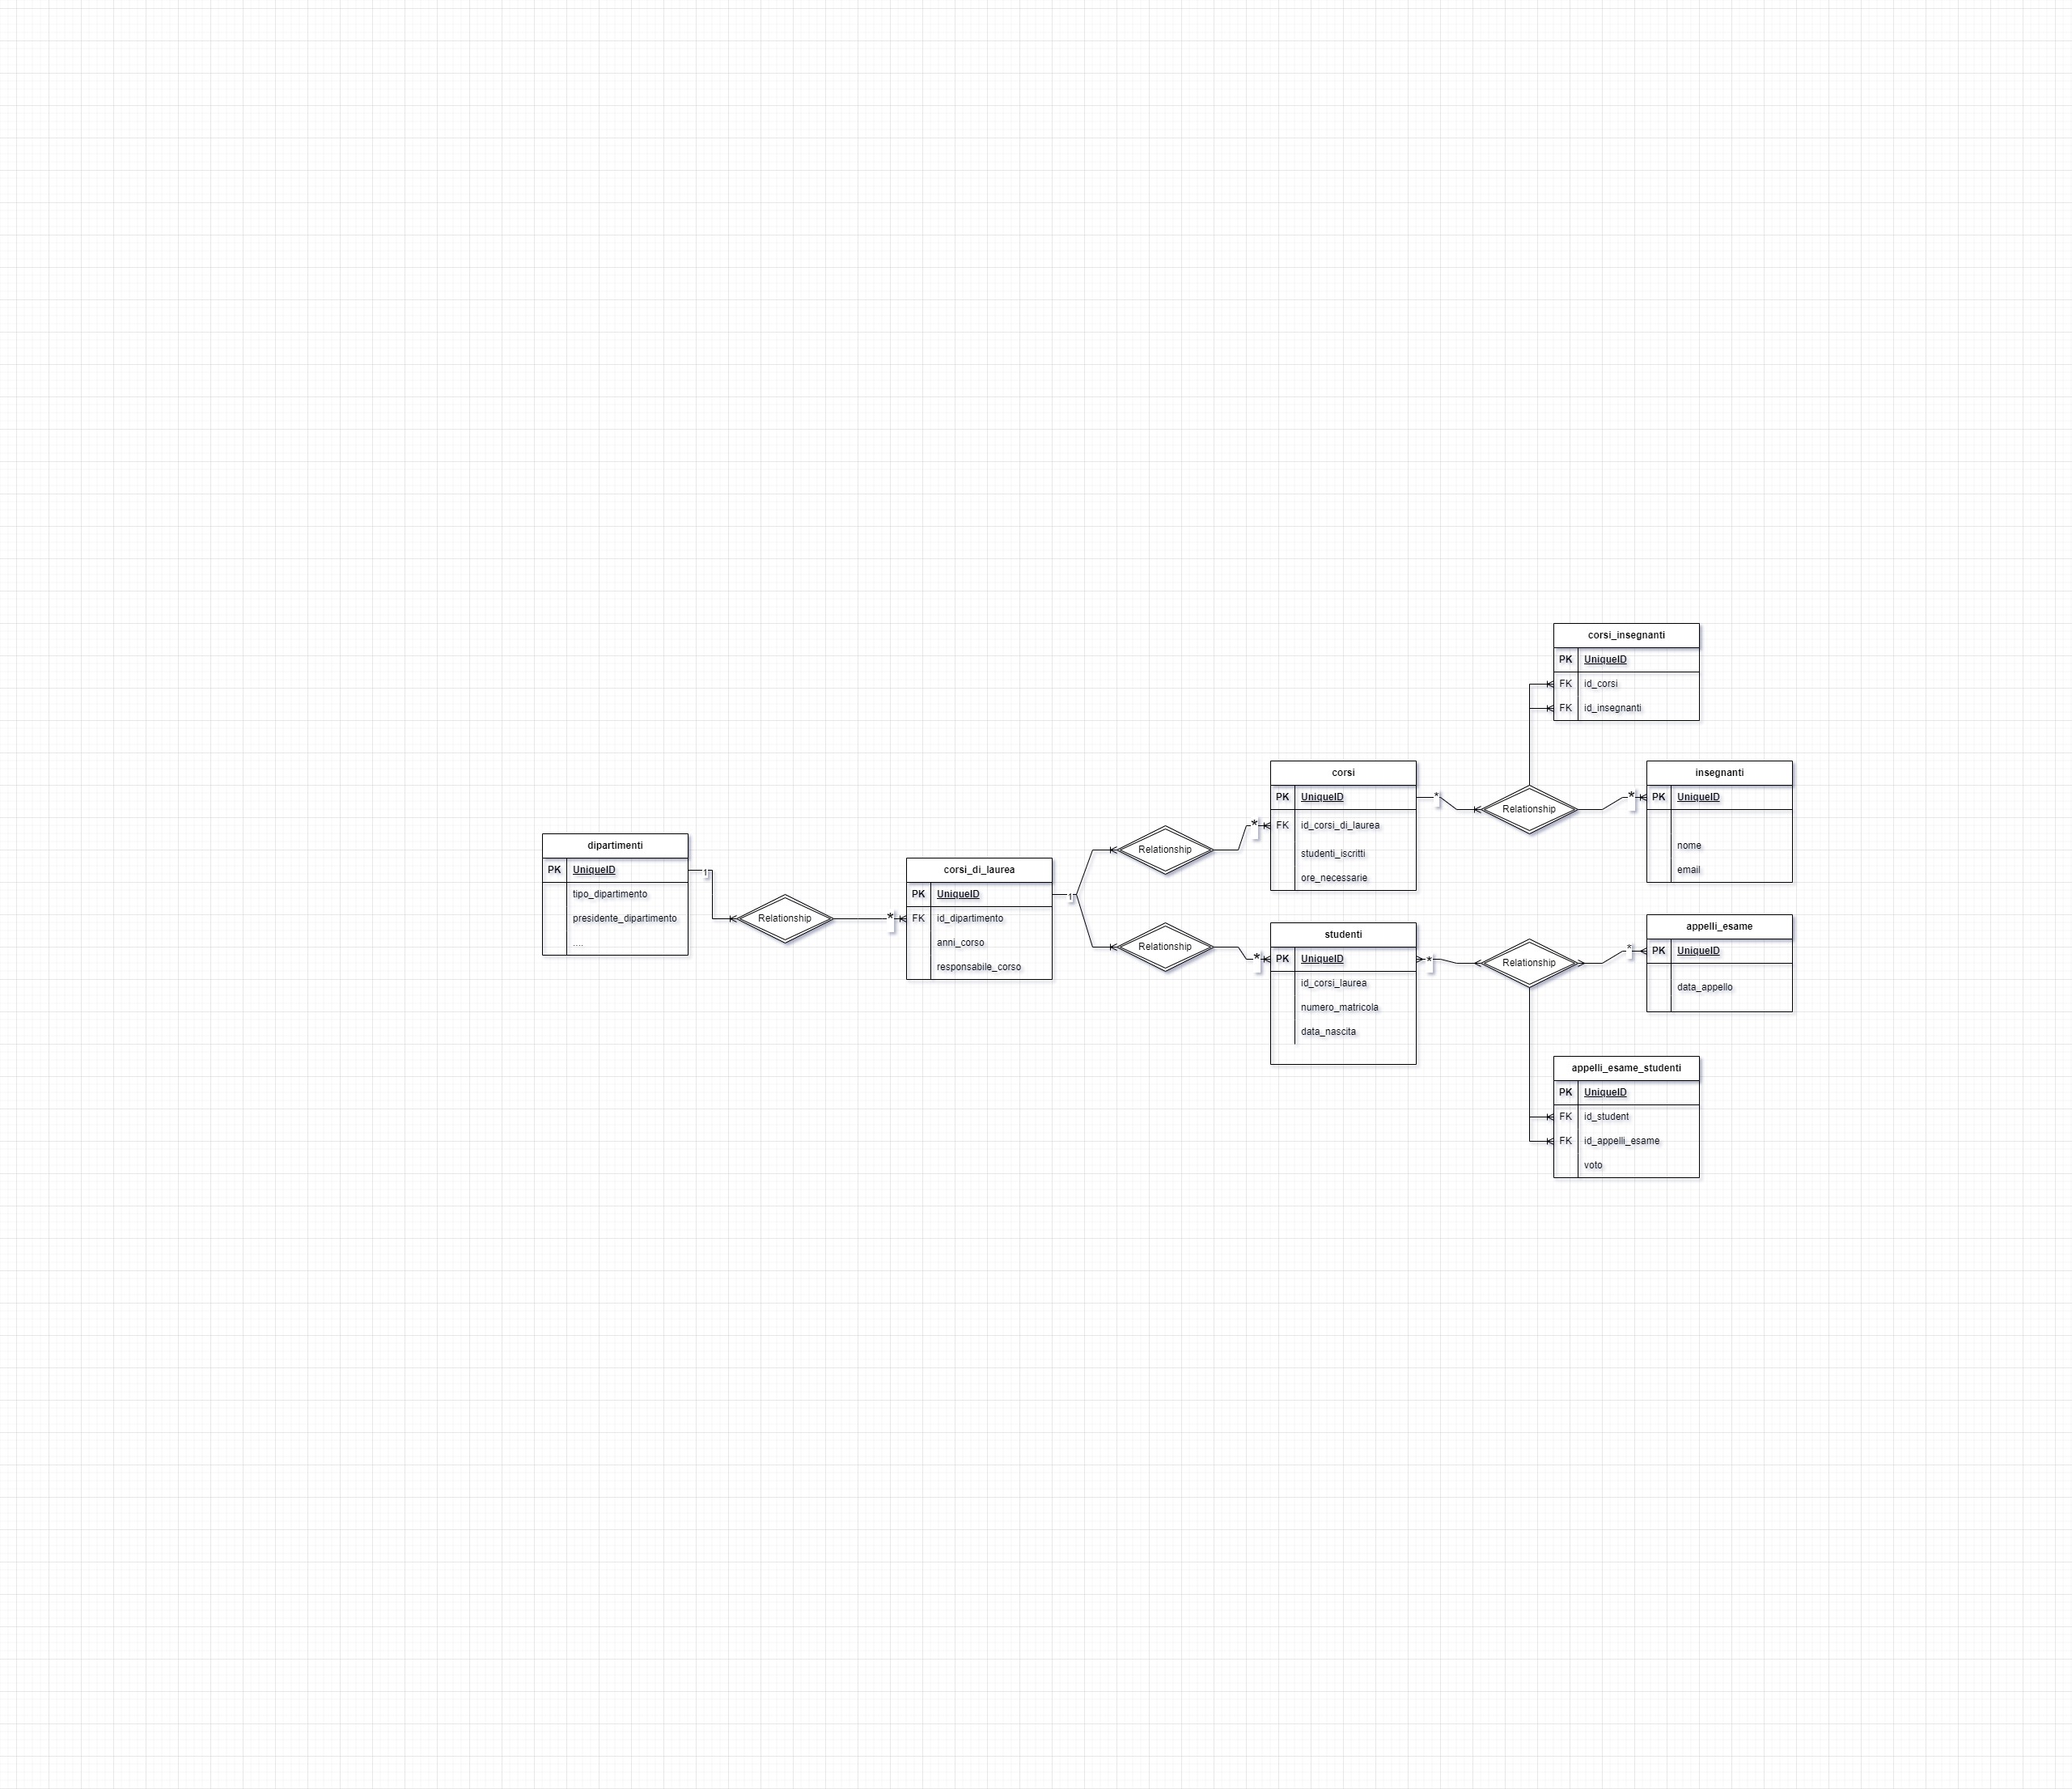 corsi_insegnanti
PK UniqueID
FK id_corsi
FK id_insegnanti
corsi
PK UniqueID
FK id_corsi_di_laurea
studenti_iscritti
ore_necessarie
*
*
Relationship
*
insegnanti
PK UniqueID
nome
email
dipartimenti
PK UniqueID
tipo_dipartimento
presidente_dipartimento
....
1
Relationship
*
corsi_di_laurea
PK UniqueID
FK id_dipartimento
anni_corso
responsabile_corso
1
Relationship
Relationship
*
studenti
PK UniqueID
id_corsi_laurea
numero_matricola
data_nascita
*
Relationship
*
appelli_esame
PK UniqueID
data_appello
appelli_esame_studenti
PK UniqueID
FK id_student
FK id_appelli_esame
voto